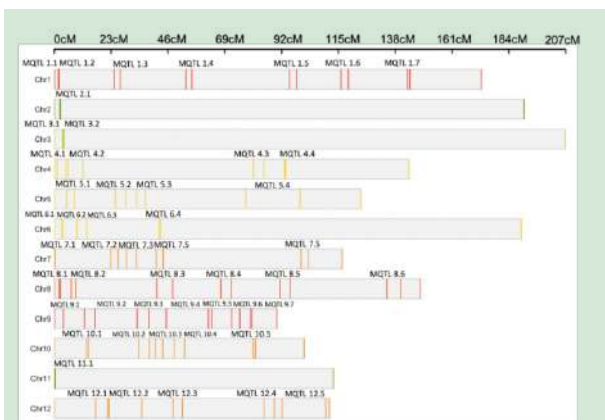 0cM 23cM 46cM 69cM 92cM 115cM 138cM 161cM 184cM 207cM
MQTL 1.1 MQTL 1.2 MQTL 1.3 MQTL 1.4 MQTL 1.5 MQTL 1.6 MQTL 1.7
Chr1
MQTL 2.1
Chr2
MQTL 3.1 MQTL 3.2
Chr3
MQTL 4.1 MQTL 4.2 MQTL 4.3 MQTL 4.4
Chr4
MQTL 5.1 MQTL 5.2 MQTL 5.3 MQTL 5.4
Chr5
MQTL 6.1 MQTL 6.2 MQTL 6.3 MQTL 6.4
Chr6
MQTL 7.1 MQTL 7.2 MQTL 7.3 MQTL 7.5 MQTL 7.5
Chr7
MQTL 8.1 MQTL 8.2 MQTL 8.3 MQTL 8.4 MQTL 8.5 MQTL 8.6
Chr8
MQTL 9.1 MQTL 9.2 MQTL 9.3 MQTL 9.4 MQTL 9.5 MQTL 9.6 MQTL 9.7
Chr9
MQTL 10.1 MQTL 10.2 MQTL 10.3 MQTL 10.4 MQTL 10.5
Chr10
MQTL 11.1
Chr11
MQTL 12.1 MQTL 12.2 MQTL 12.3 MQTL 12.4 MQTL 12.5
Chr12